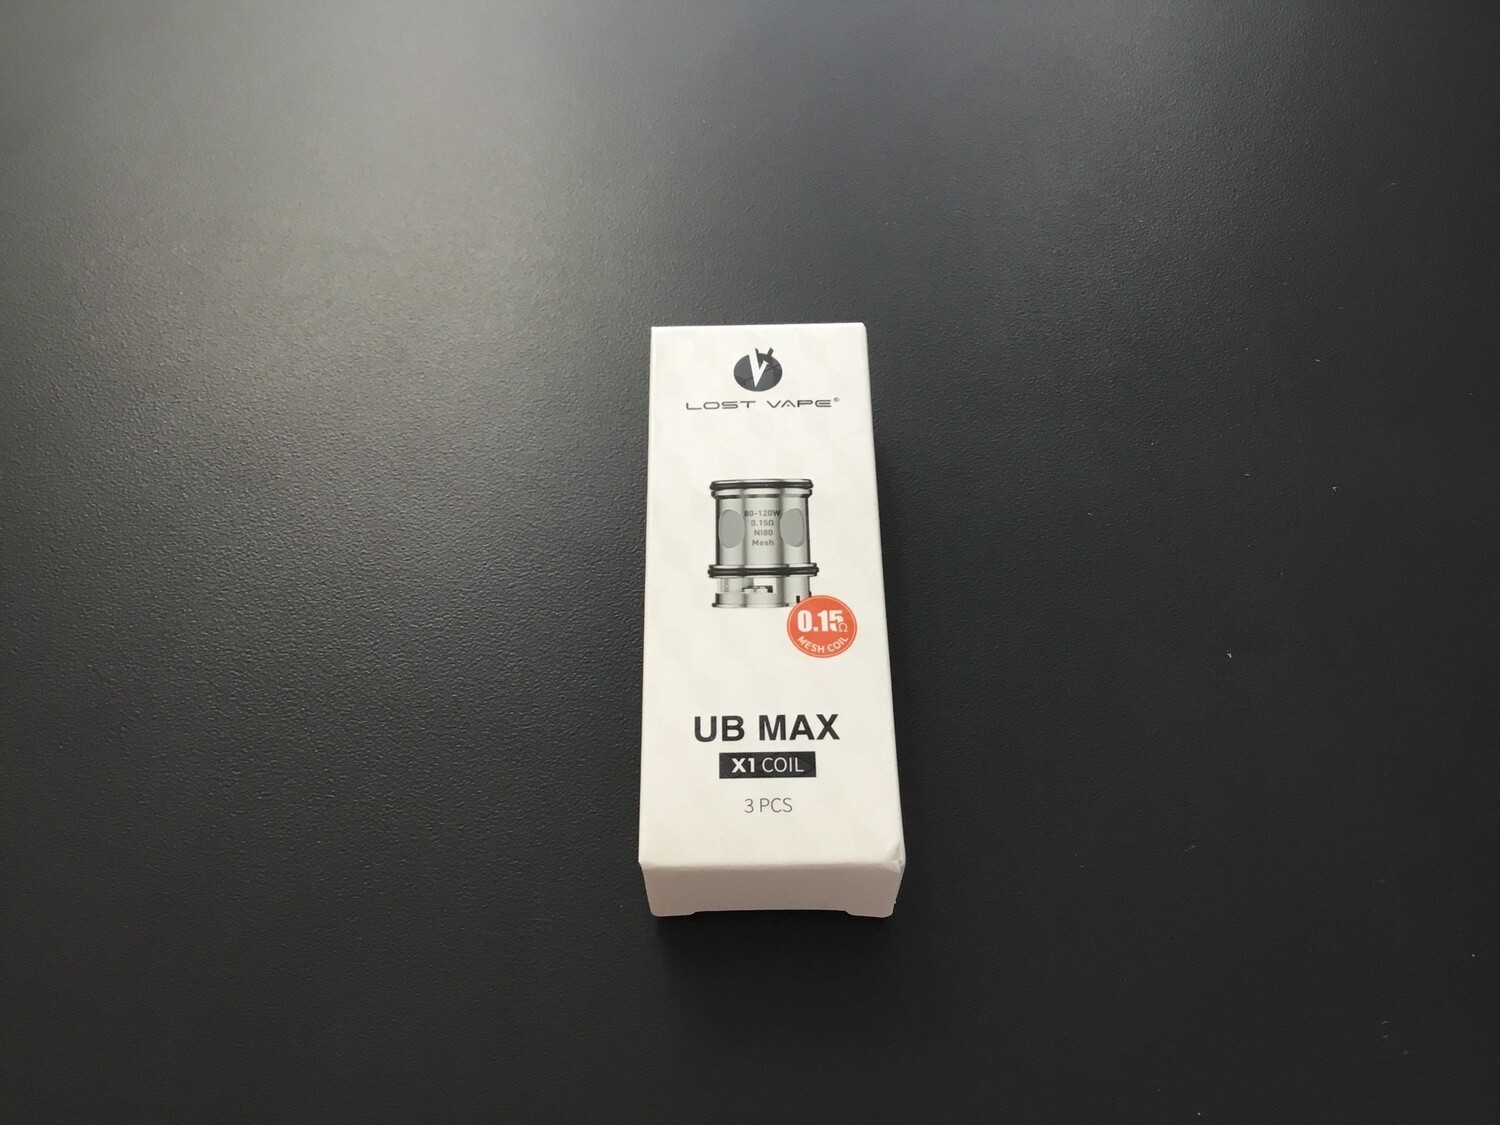 LOST VAPE®
80-120W
0.15Ω
NI80
Mesh
0.15Ω
MESH COIL
UB MAX
X1 COIL
3 PCS